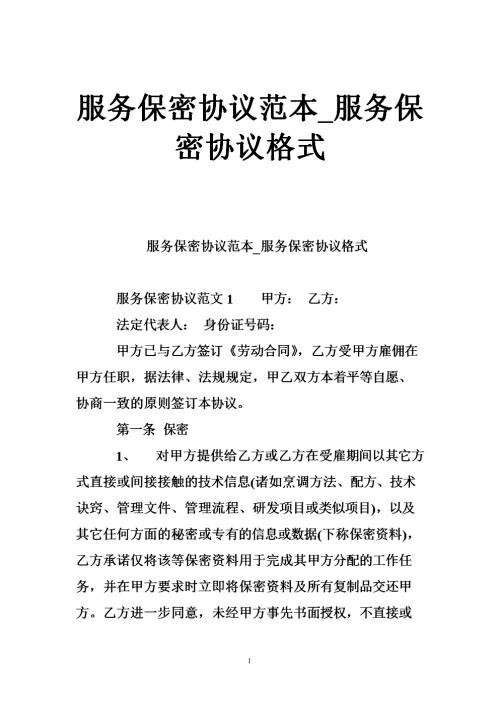 服务保密协议范本_服务保
密协议格式
服务保密协议范本_服务保密协议格式
服务保密协议范文1 甲方： 乙方：
法定代表人： 身份证号码：
甲方已与乙方签订《劳动合同》，乙方受甲方雇佣在
甲方任职，据法律、法规规定，甲乙双方本着平等自愿、
协商一致的原则签订本协议。
第一条 保密
1、 对甲方提供给乙方或乙方在受雇期间以其它方
式直接或间接接触的技术信息(诸如烹调方法、配方、技术
诀窍、管理文件、管理流程、研发项目或类似项目)，以及
其它任何方面的秘密或专有的信息或数据(下称保密资料)，
乙方承诺仅将该等保密资料用于完成其甲方分配的工作任
务，并在甲方要求时立即将保密资料及所有复制品交还甲
方。乙方进一步同意，未经甲方事先书面授权，不直接或
1